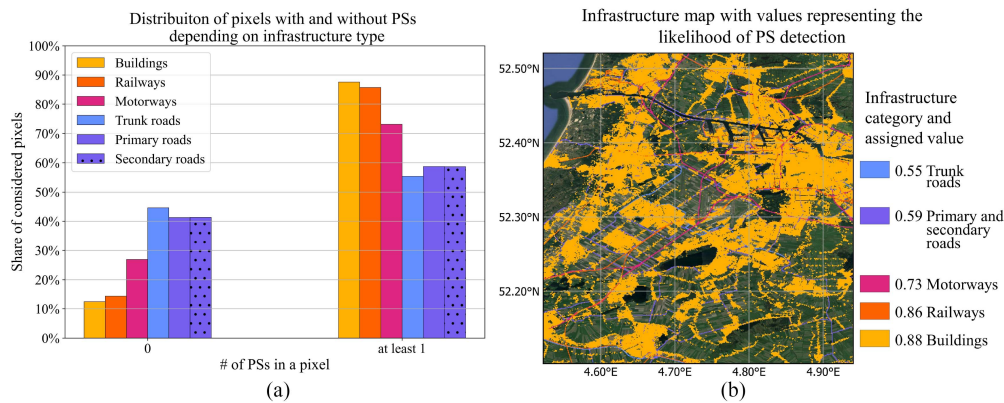 Distribuiton of pixels with and without PSs
depending on infrastructure type
100%
90%
80%
70%
60%
50%
40%
30%
20%
10%
0%
Share of considered pixels
Buildings
Railways
Motorways
Trunk roads
Primary roads
Secondary roads
0
at least 1
# of PSs in a pixel
(a)
Infrastructure map with values representing the
likelihood of PS detection
52.50°N
52.40°N
52.30°N
52.20°N
4.60°E
4.70°E
4.80°E
4.90°E
Infrastructure
category and
assigned value
0.55 Trunk
roads
0.59 Primary and
secondary
roads
0.73 Motorways
0.86 Railways
0.88 Buildings
(b)